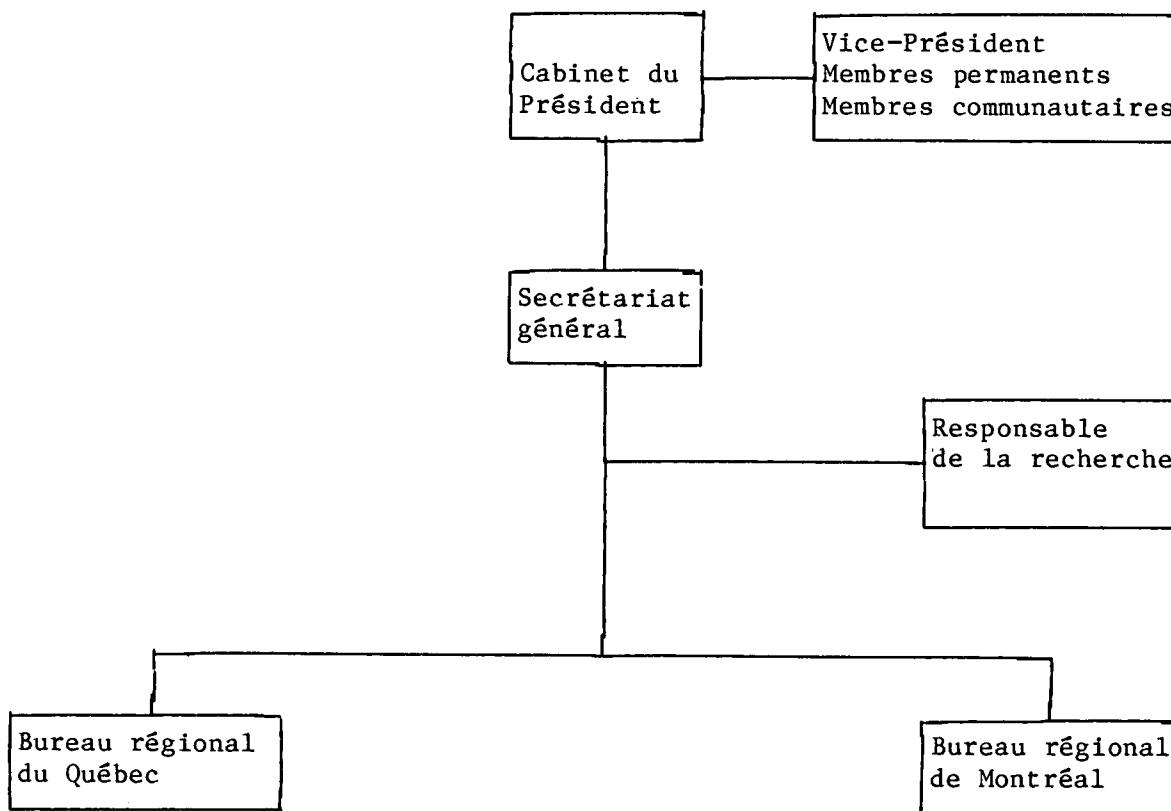 Cabinet du
Président
Vice-Président
Membres permanents
Membres communautaires
Secrétariat
général
Responsable
de la recherche
Bureau régional
du Québec
Bureau régional
de Montréal